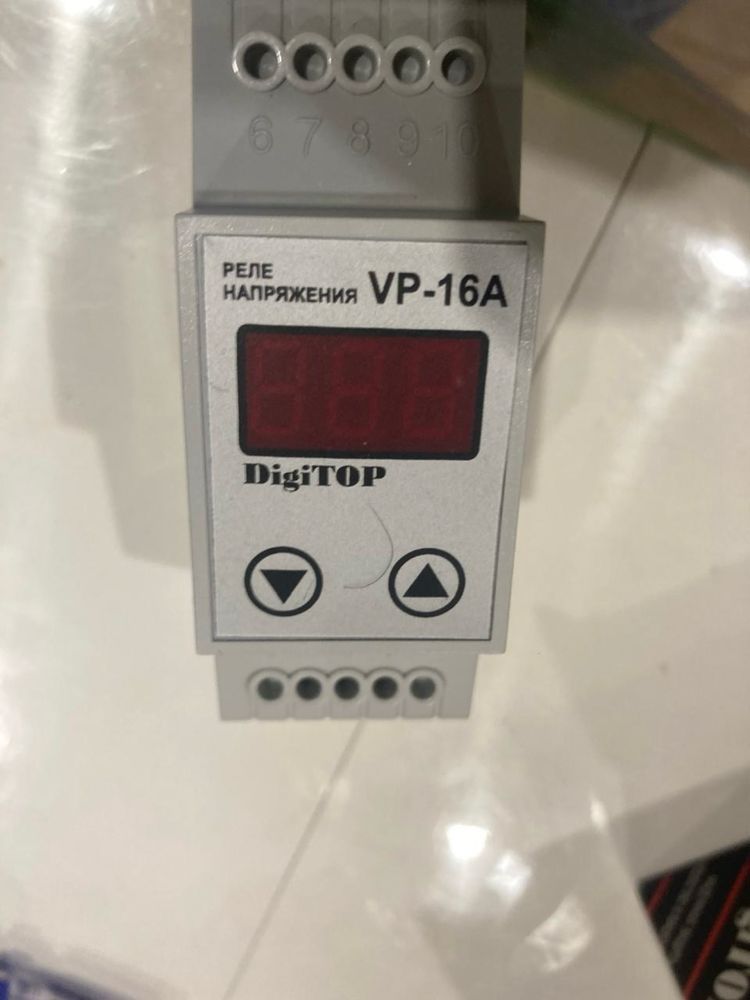 6 7 8 9 10
РЕЛЕ
НАПРЯЖЕНИЯ VP-16A
DigiTOP